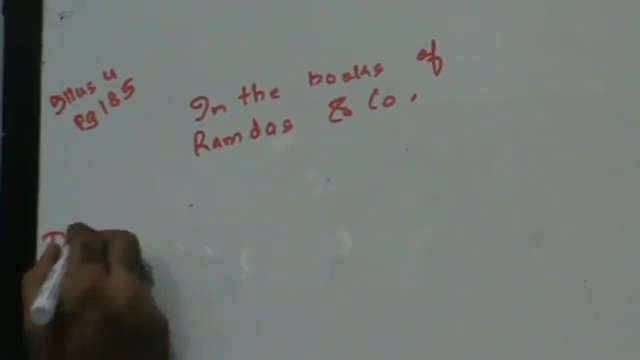 Illus 4
Pg 185
In the books of
Ramdas & Co.